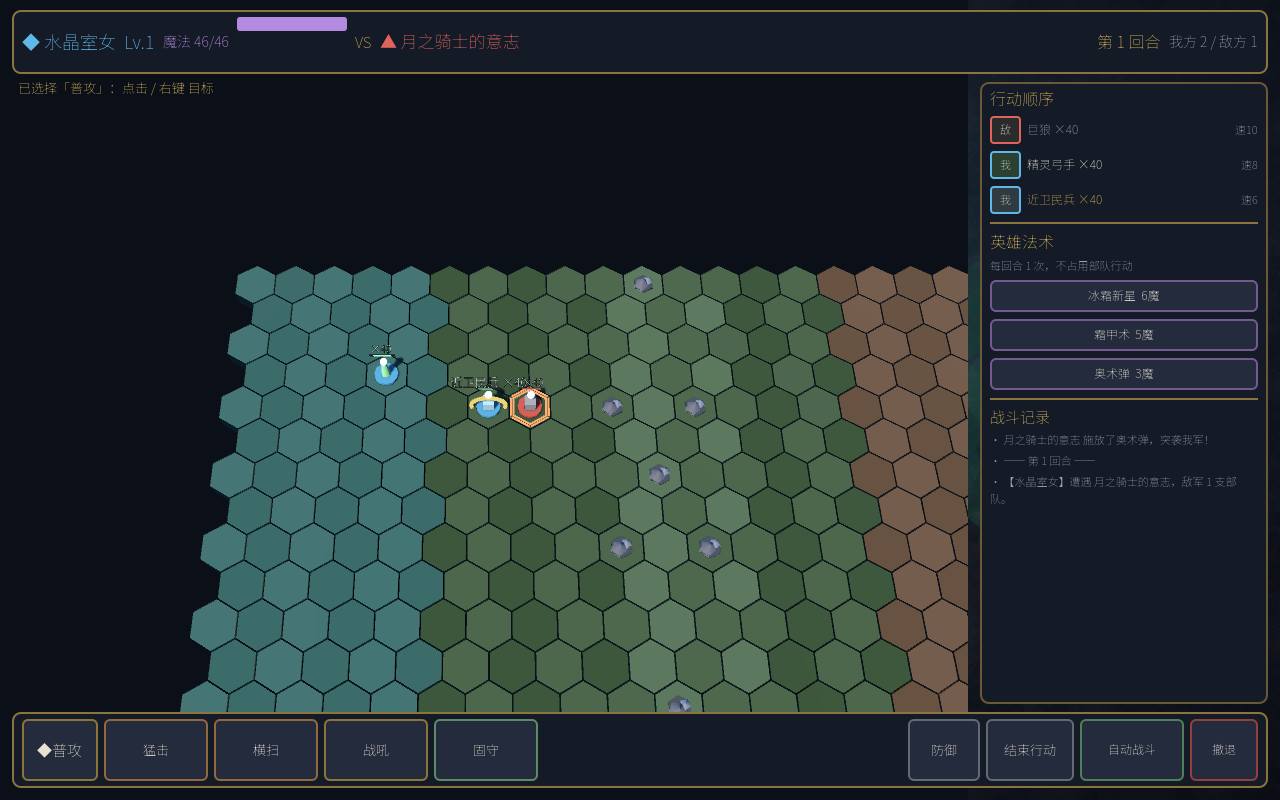 ◆ 水晶室女 Lv.1 魔法 46/46 VS ▲ 月之骑士的意志 第 1 回合 我方 2 / 敌方 1
已选择「普攻」：点击 / 右键 目标
行动顺序
敌 巨狼 ×40 速10
我 精灵弓手 ×40 速8
我 近卫民兵 ×40 速6
英雄法术
每回合 1 次，不占用部队行动
冰霜新星 6魔
霜甲术 5魔
奥术弹 3魔
战斗记录
· 月之骑士的意志 施放了奥术弹，突袭我军！
· —— 第 1 回合 ——
· 【水晶室女】遭遇 月之骑士的意志，敌军 1 支部
队。
近卫民兵
◆普攻 猛击 横扫 战吼 固守 防御 结束行动 自动战斗 撤退